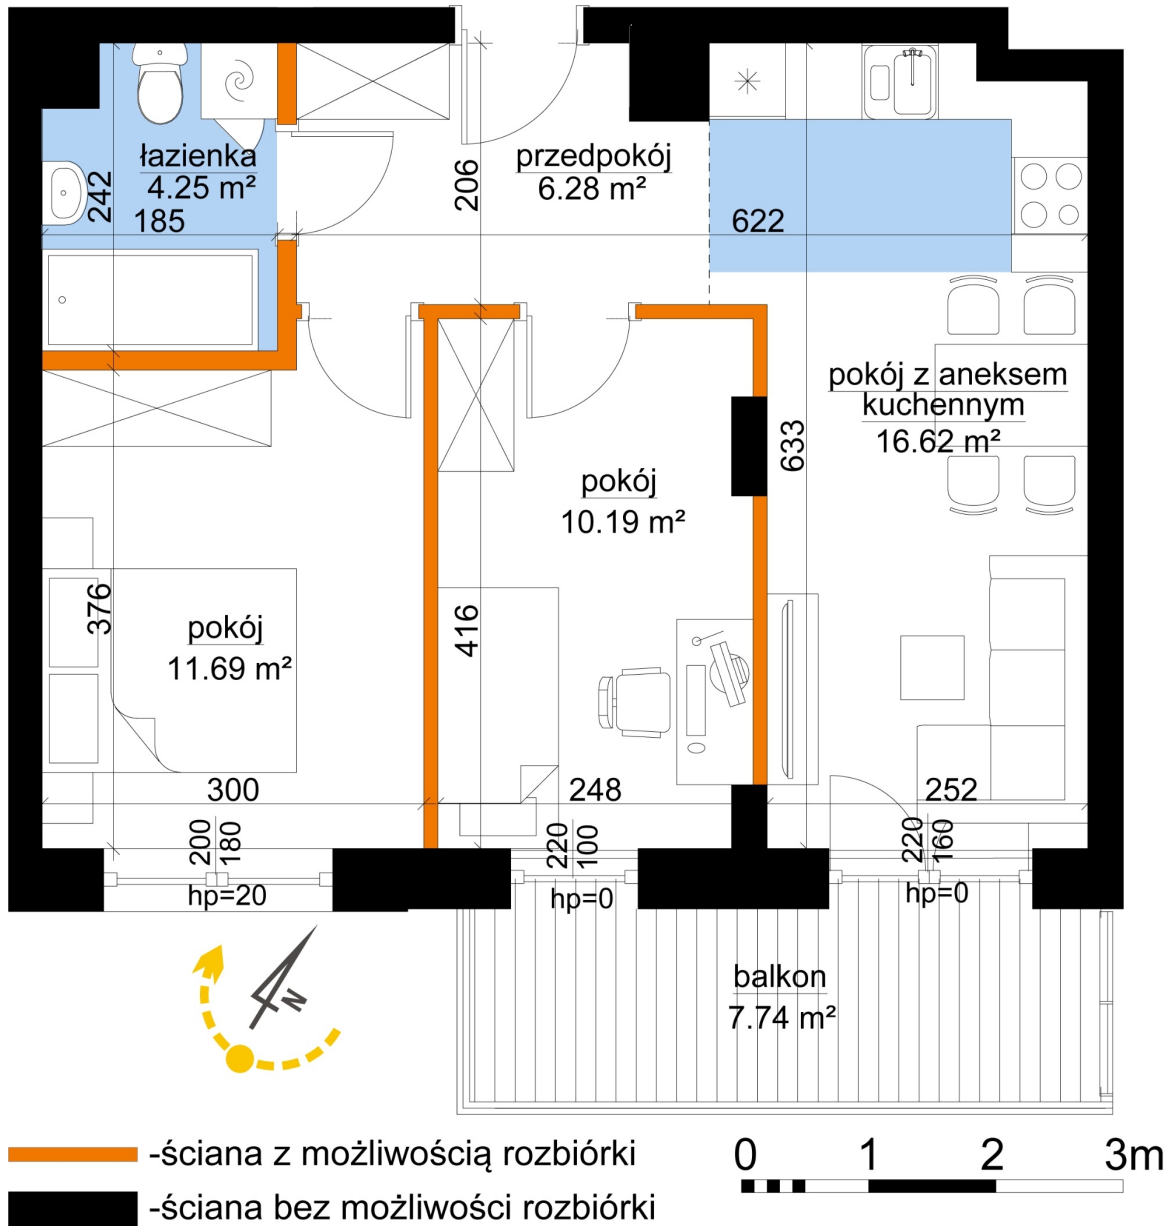 łazienka
4.25 m²
242
185
206
przedpokój
6.28 m²
622
pokój z aneksem
kuchennym
16.62 m²
633
pokój
10.19 m²
416
376
pokój
11.69 m²
300
248
252
200
180
hp=20
220
100
hp=0
220
160
hp=0
N
balkon
7.74 m²
-ściana z możliwością rozbiórki
-ściana bez możliwości rozbiórki
0 1 2 3m